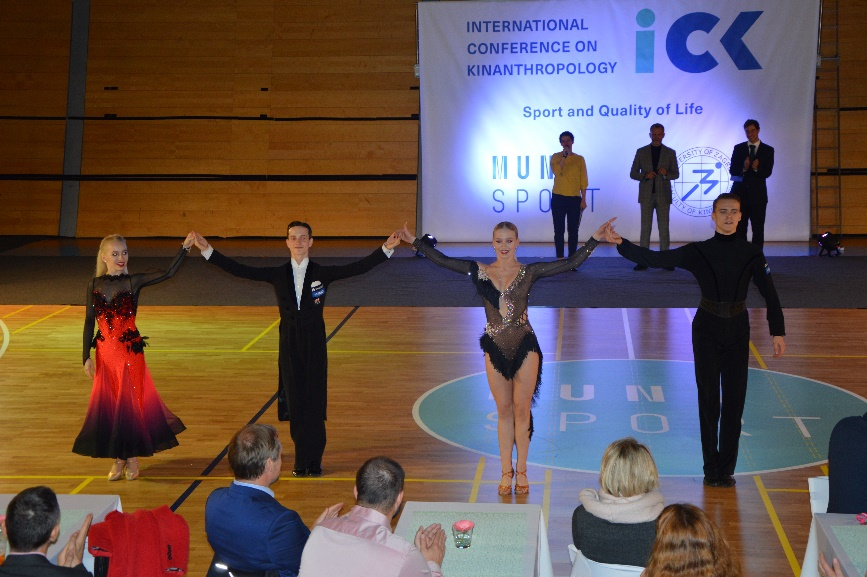 INTERNATIONAL
CONFERENCE ON
KINANTHROPOLOGY
iCK
Sport and Quality of Life
MUNI
SPORT
MUNI
SPORT